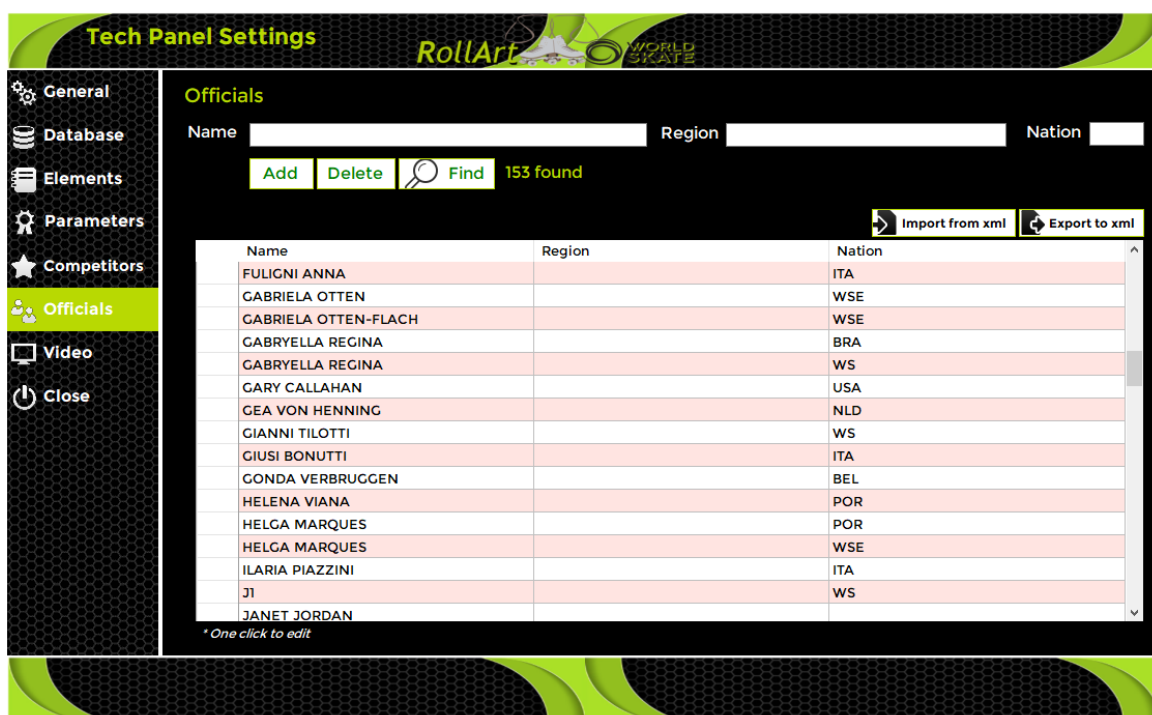 Tech Panel Settings
RollArt WORLD SKATE
General
Database
Elements
Parameters
Competitors
Officials
Video
Close
Officials
Name Region Nation
Add Delete Find 153 found
Import from xml Export to xml
Name Region Nation
FULIGNI ANNA ITA
GABRIELA OTTEN WSE
GABRIELA OTTEN-FLACH WSE
GABRYELLA REGINA BRA
GABRYELLA REGINA WS
GARY CALLAHAN USA
GEA VON HENNING NLD
GIANNI TILOTTI WS
GIUSI BONUTTI ITA
GONDA VERBRUGGEN BEL
HELENA VIANA POR
HELGA MARQUES POR
HELGA MARQUES WSE
ILARIA PIAZZINI ITA
J1 WS
JANET JORDAN
* One click to edit